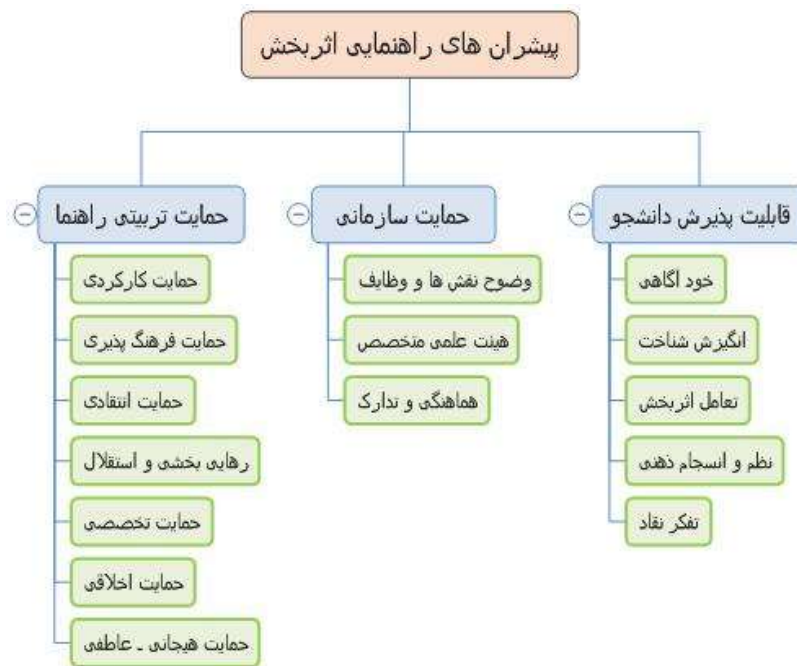 پیشران های راهنمایی اثربخش
قابلیت پذیرش دانشجو
خود آگاهی
انگیزش شناخت
تعامل اثربخش
نظم و انسجام ذهنی
تفکر نقاد
حمایت سازمانی
وضوح نقش ها و وظایف
هیئت علمی متخصص
هماهنگی و تدارک
حمایت تربیتی راهنما
حمایت کارکردی
حمایت فرهنگ پذیری
حمایت انتقادی
رهایی بخشی و استقلال
حمایت تخصصی
حمایت اخلاقی
حمایت هیجانی ـ عاطفی